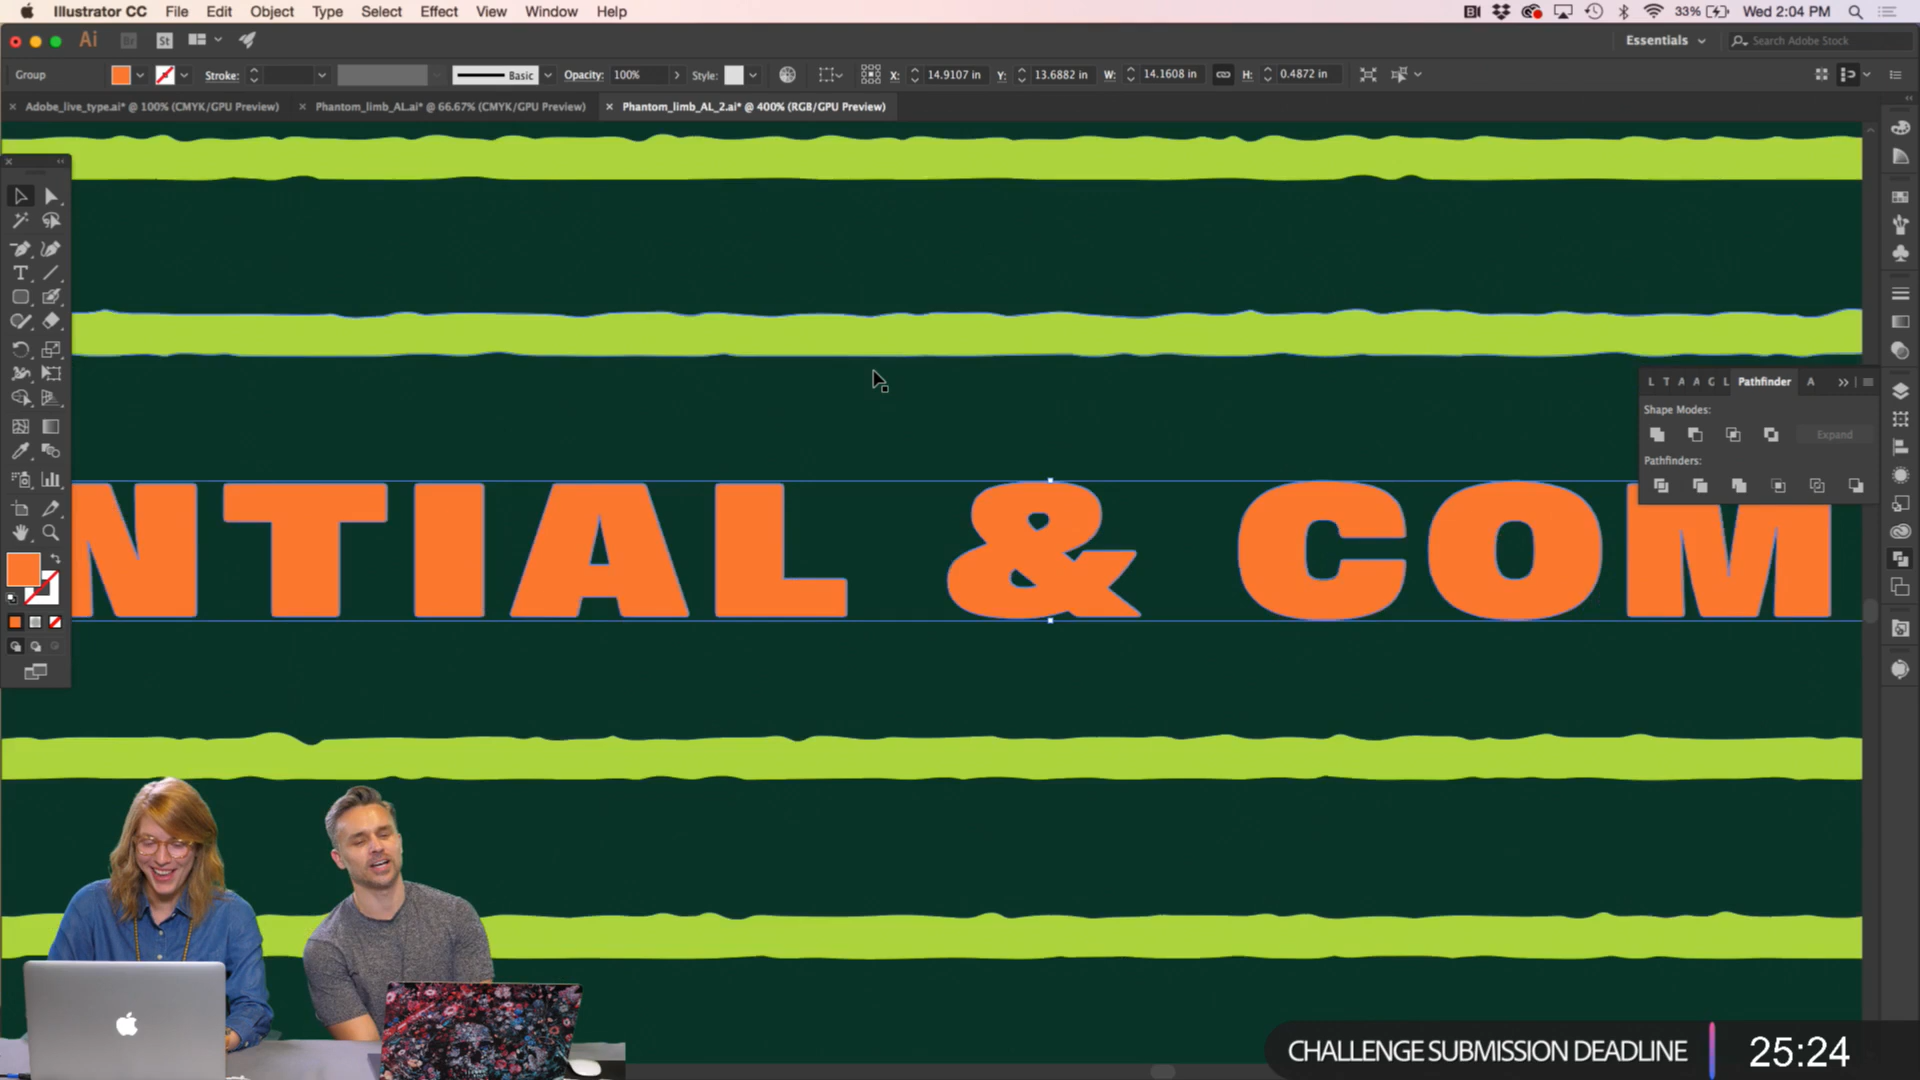 Illustrator CC File Edit Object Type Select Effect View Window Help
33% Wed 2:04 PM
Ai Br St
Essentials Search Adobe Stock
Group Stroke: Basic Opacity: 100% Style: X: 14.9107 in Y: 13.6882 in W: 14.1608 in H: 0.4872 in
Adobe_live_type.ai* @ 100% (CMYK/GPU Preview) Phantom_limb_AL.ai* @ 66.67% (CMYK/GPU Preview) Phantom_limb_AL_2.ai* @ 400% (RGB/GPU Preview)
L T A A C L Pathfinder A
Shape Modes:
Expand
Pathfinders:
NTIAL & COM
CHALLENGE SUBMISSION DEADLINE 25:24